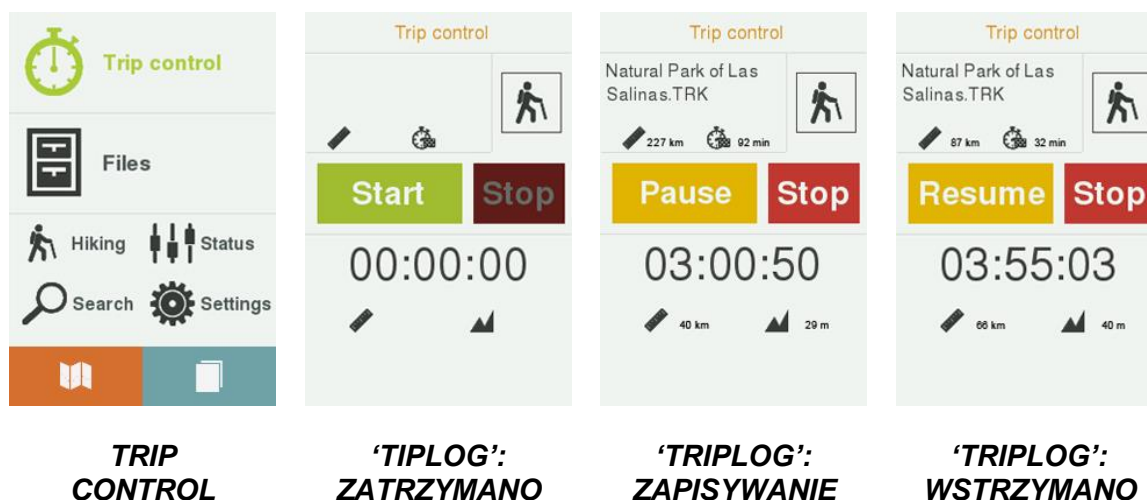 Trip control
Files
Hiking
Status
Search
Settings
Trip control
Start
Stop
00:00:00
Trip control
Natural Park of Las
Salinas.TRK
227 km
92 min
Pause
Stop
03:00:50
40 km
29 m
Trip control
Natural Park of Las
Salinas.TRK
87 km
32 min
Resume
Stop
03:55:03
66 km
40 m
TRIP
CONTROL
‘TIPLOG’:
ZATRZYMANO
‘TRIPLOG’:
ZAPISYWANIE
‘TRIPLOG’:
WSTRZYMANO